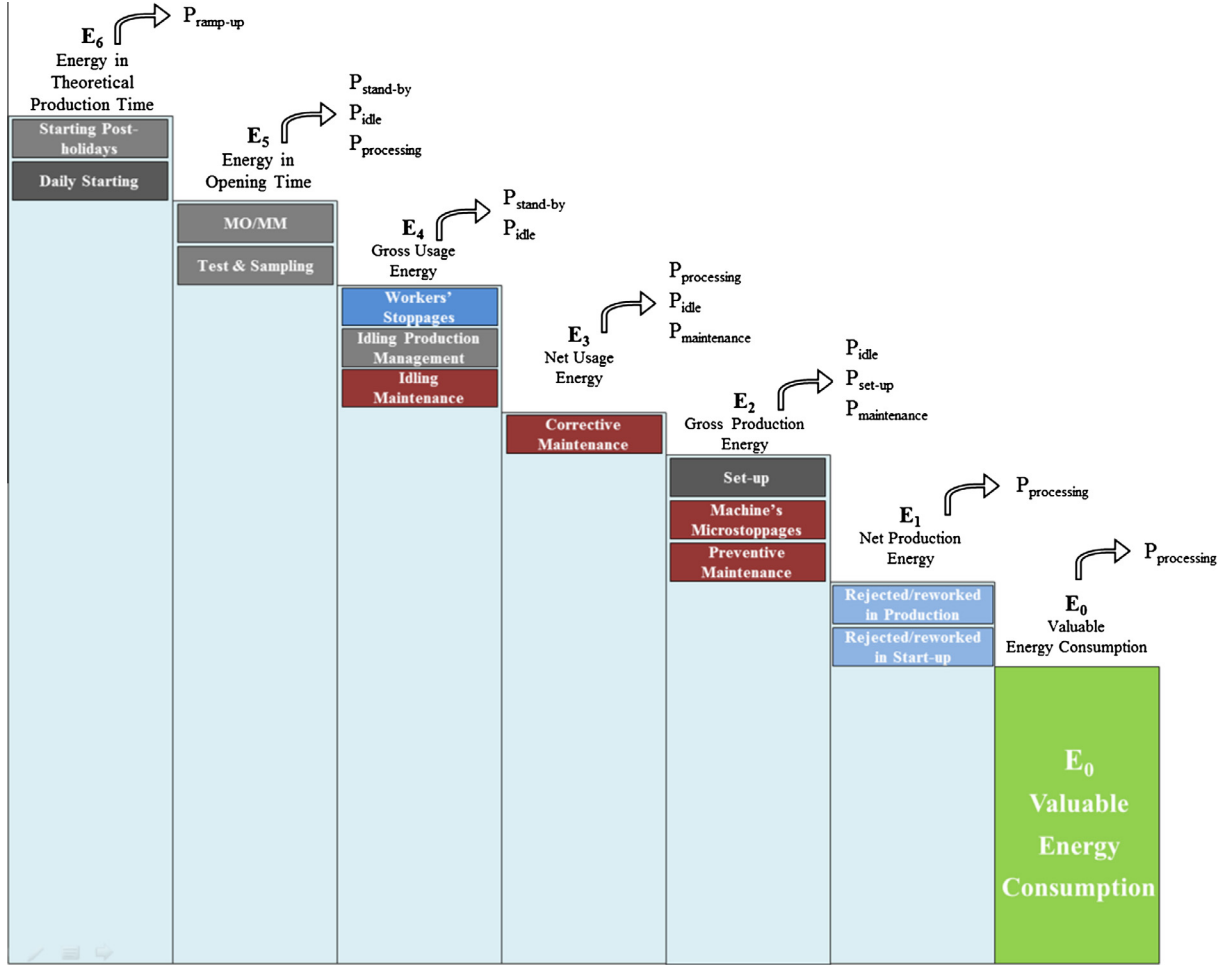 E6
Energy in
Theoretical
Production Time
Pramp-up
Starting Post-
holidays
Daily Starting
E5
Energy in
Opening Time
Pstand-by
Pidle
Pprocessing
MO/MM
Test & Sampling
E4
Gross Usage
Energy
Pstand-by
Pidle
Workers'
Stoppages
Idling Production
Management
Idling
Maintenance
E3
Net Usage
Energy
Pprocessing
Pidle
Pmaintenance
Corrective
Maintenance
E2
Gross Production
Energy
Pidle
Pset-up
Pmaintenance
Set-up
Machine's
Microstoppages
Preventive
Maintenance
E1
Net Production
Energy
Pprocessing
Rejected/reworked
in Production
Rejected/reworked
in Start-up
E0
Valuable
Energy Consumption
Pprocessing
E0
Valuable
Energy
Consumption